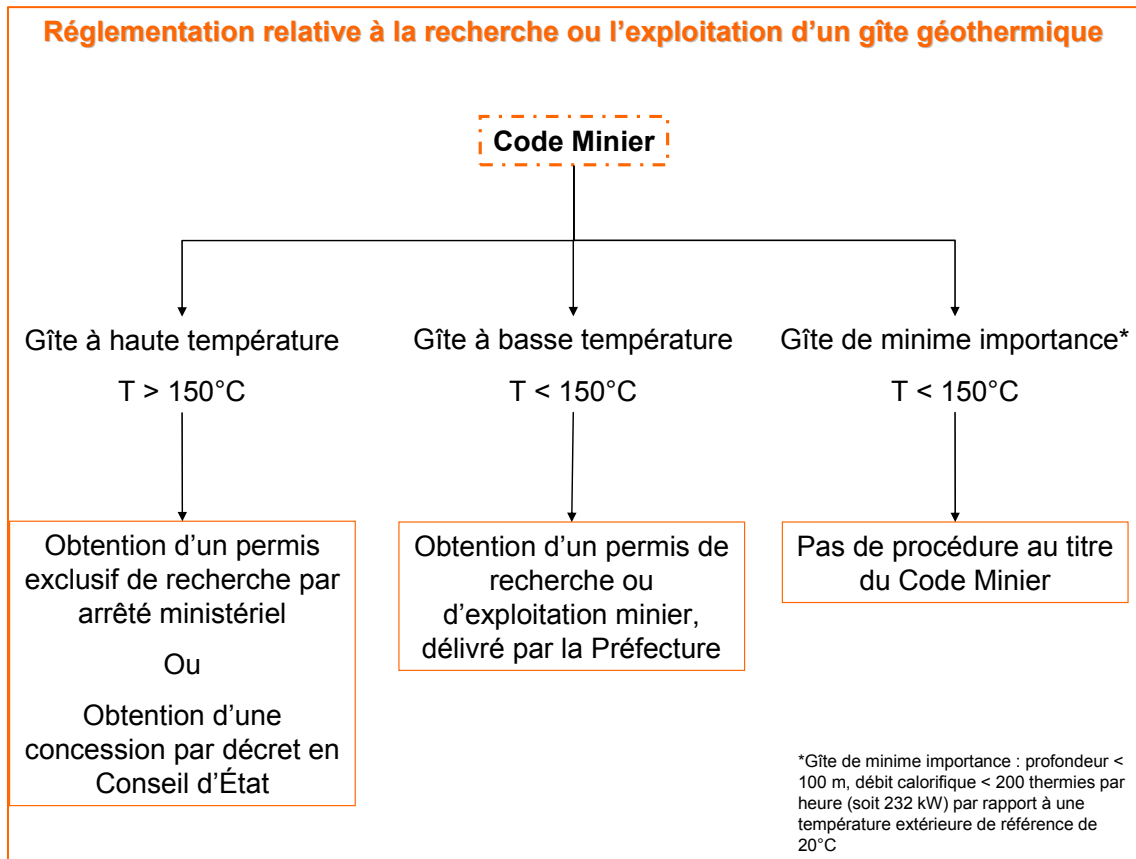 Réglementation relative à la recherche ou l'exploitation d'un gîte géothermique
Code Minier
Gîte à haute température
T > 150°C
Obtention d'un permis
exclusif de recherche par
arrêté ministériel
Ou
Obtention d'une
concession par décret en
Conseil d'État
Gîte à basse température
T < 150°C
Obtention d'un permis de
recherche ou
d'exploitation minier,
délivré par la Préfecture
Gîte de minime importance*
T < 150°C
Pas de procédure au titre
du Code Minier
*Gîte de minime importance : profondeur <
100 m, débit calorifique < 200 thermies par
heure (soit 232 kW) par rapport à une
température extérieure de référence de
20°C